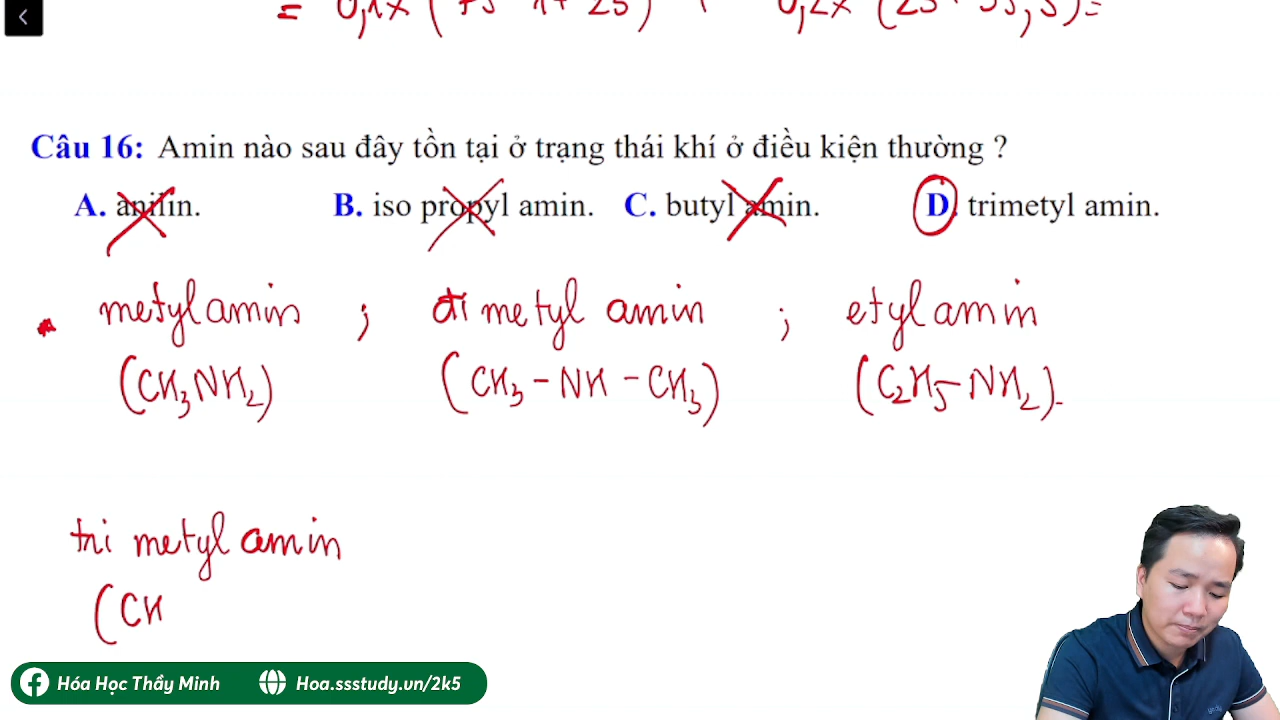 Câu 16: Amin nào sau đây tồn tại ở trạng thái khí ở điều kiện thường ?
A. anilin. B. iso propyl amin. C. butyl amin. D. trimetyl amin.
metylamin ; đi metyl amin ; etylamin
(CH3NH2) (CH3 - NH - CH3) (C2H5 - NH2).
tri metyl amin
(CH
Hóa Học Thầy Minh Hoa.ssstudy.vn/2k5